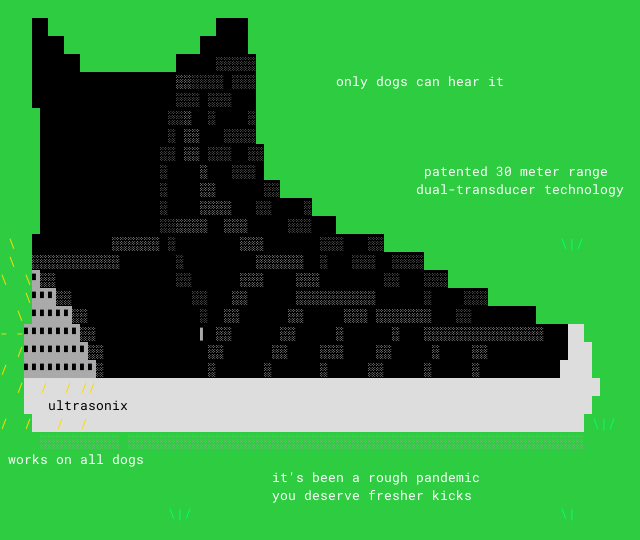 only dogs can hear it
patented 30 meter range
dual-transducer technology
ultrasonix
works on all dogs
it's been a rough pandemic
you deserve fresher kicks